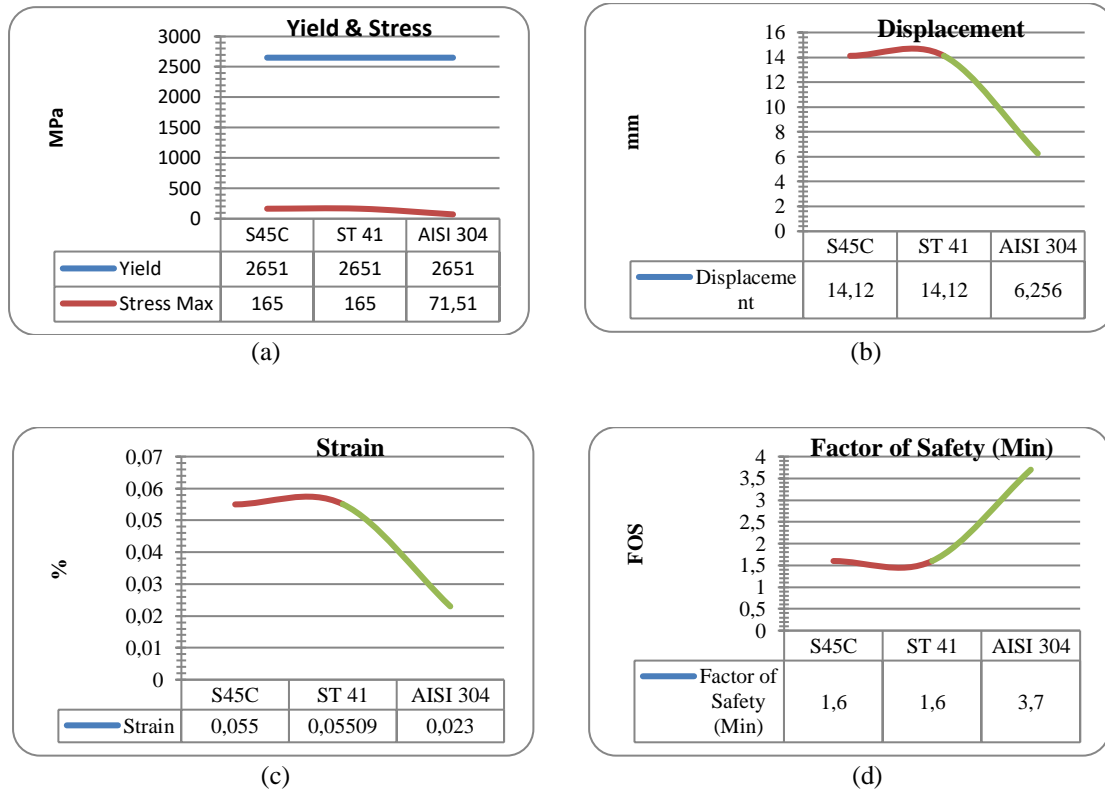 Yield & Stress
3000
2500
2000
1500
1000
500
0
MPa
S45C ST 41 AISI 304
Yield 2651 2651 2651
Stress Max 165 165 71,51
(a)
Displacement
16
14
12
10
8
6
4
2
0
mm
S45C ST 41 AISI 304
Displaceme
nt
14,12 14,12 6,256
(b)
Strain
0,07
0,06
0,05
0,04
0,03
0,02
0,01
0
%
S45C ST 41 AISI 304
Strain 0,055 0,05509 0,023
(c)
Factor of Safety (Min)
4
3,5
3
2,5
2
1,5
1
0,5
0
FOS
S45C ST 41 AISI 304
Factor of
Safety
(Min)
1,6 1,6 3,7
(d)